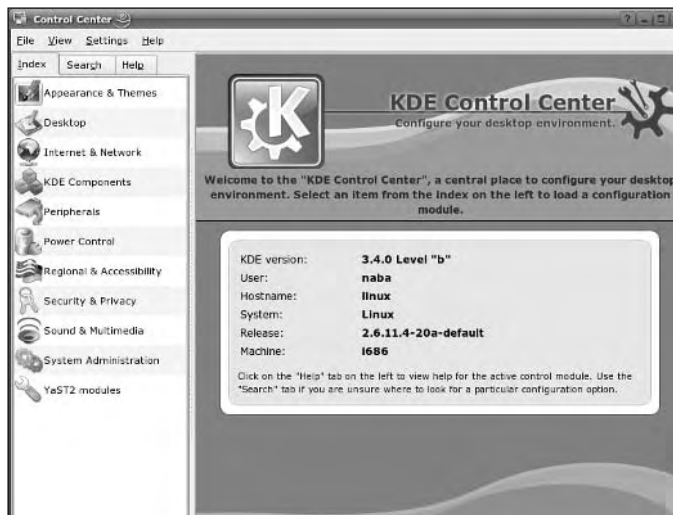 Control Center
File View Settings Help
Index Search Help
Appearance & Themes
Desktop
Internet & Network
KDE Components
Peripherals
Power Control
Regional & Accessibility
Security & Privacy
Sound & Multimedia
System Administration
YaST2 modules
KDE Control Center
Configure your desktop environment.
Welcome to the "KDE Control Center", a central place to configure your desktop
environment. Select an item from the index on the left to load a configuration
module.
KDE version: 3.4.0 Level "b"
User: naba
Hostname: linux
System: Linux
Release: 2.6.11.4-20a-default
Machine: i686
Click on the "Help" tab on the left to view help for the active control module. Use the
"Search" tab if you are unsure where to look for a particular configuration option.